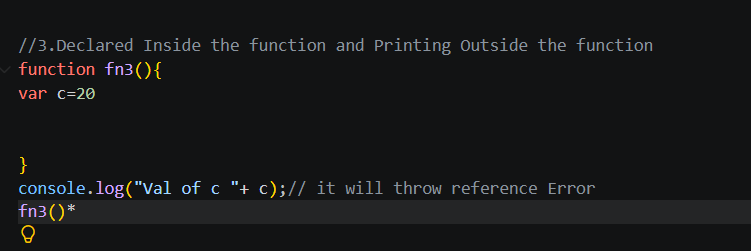 //3.Declared Inside the function and Printing Outside the function
function fn3(){
var c=20
}
console.log("Val of c "+ c);// it will throw reference Error
fn3()*